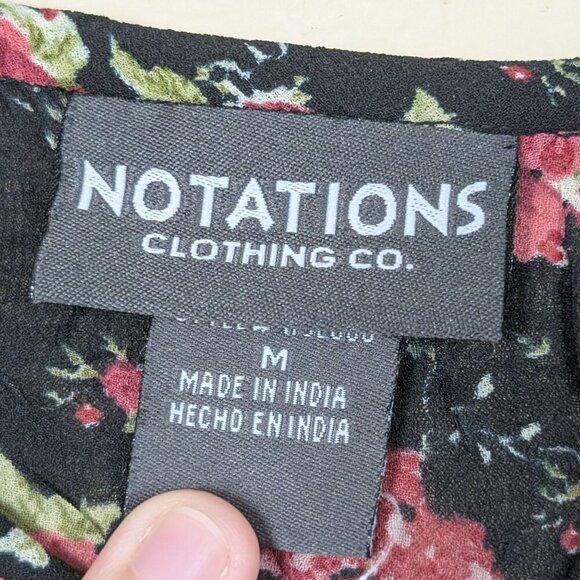 NOTATIONS
CLOTHING CO.
M
MADE IN INDIA
HECHO EN INDIA